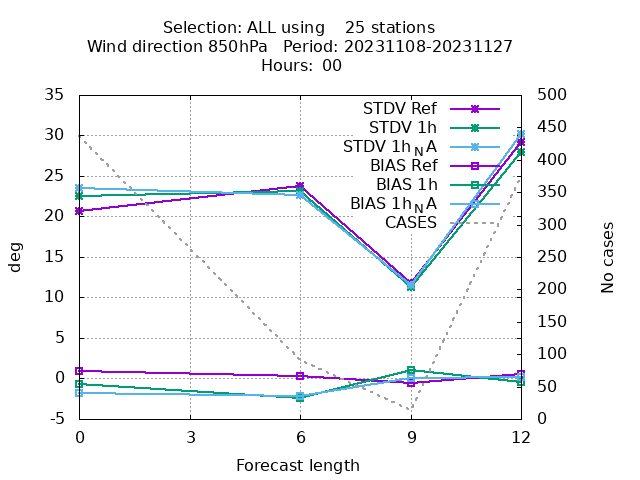 Selection: ALL using    25 stations
Wind direction 850hPa   Period: 20231108-20231127
Hours: 00
35
30
25
20
15
10
5
0
-5
deg
STDV Ref
STDV 1h
STDV 1h_NA
BIAS Ref
BIAS 1h
BIAS 1h_NA
CASES
500
450
400
350
300
250
200
150
100
50
0
No cases
0 3 6 9 12
Forecast length